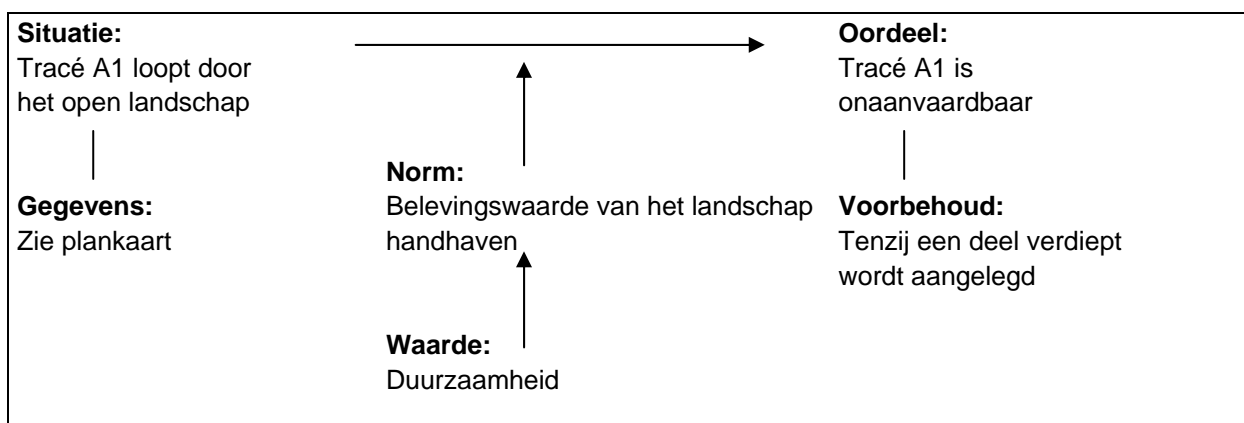 Situatie:
Tracé A1 loopt door
het open landschap
Oordeel:
Tracé A1 is
onaanvaardbaar
Gegevens:
Zie plankaart
Norm:
Belevingswaarde van het landschap
handhaven
Voorbehoud:
Tenzij een deel verdiept
wordt aangelegd
Waarde:
Duurzaamheid